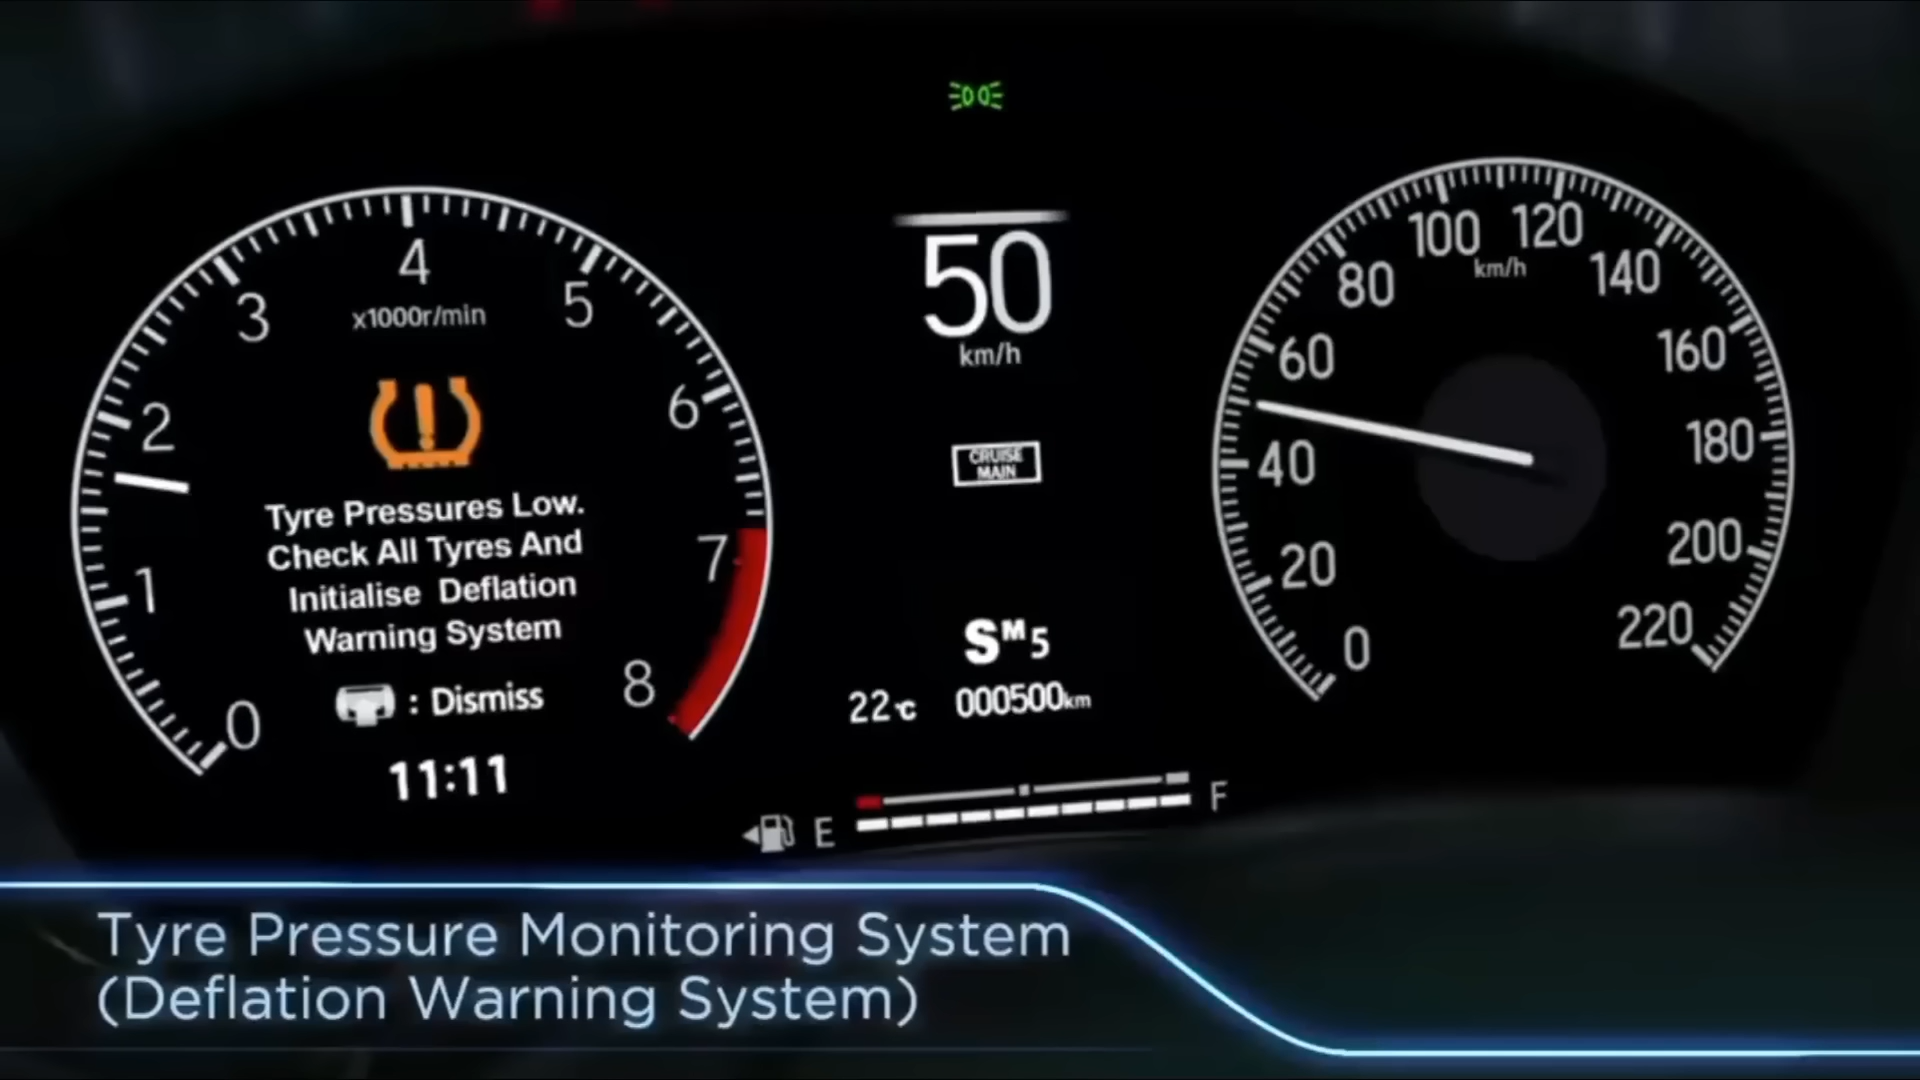 4
3
5
x1000r/min
2
6
1
7
0
8
Tyre Pressures Low.
Check All Tyres And
Initialise Deflation
Warning System
: Dismiss
11:11
50
km/h
CRUISE
MAIN
SM5
22°C 000500km
E F
100 120
km/h
80 140
60 160
40 180
20 200
0 220
Tyre Pressure Monitoring System
(Deflation Warning System)